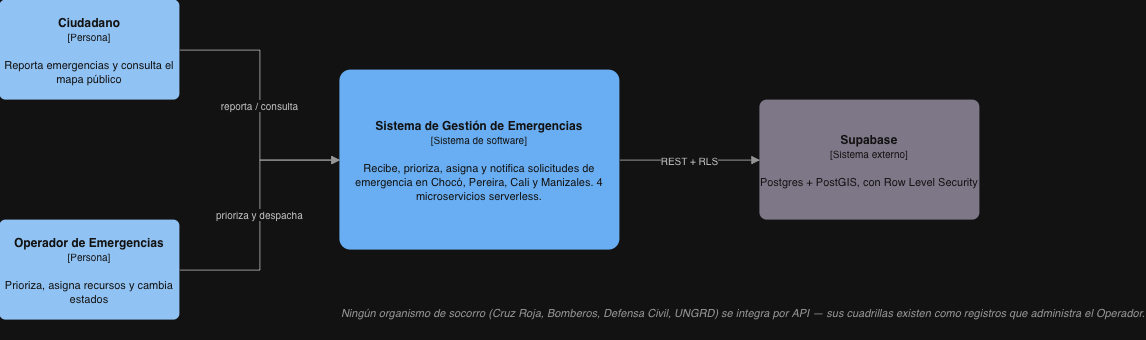 Ciudadano
[Persona]
Reporta emergencias y consulta el
mapa público
reporta / consulta
Sistema de Gestión de Emergencias
[Sistema de software]
Recibe, prioriza, asigna y notifica solicitudes de
emergencia en Chocó, Pereira, Cali y Manizales. 4
microservicios serverless.
REST + RLS
Supabase
[Sistema externo]
Postgres + PostGIS, con Row Level Security
prioriza y despacha
Operador de Emergencias
[Persona]
Prioriza, asigna recursos y cambia
estados
Ningún organismo de socorro (Cruz Roja, Bomberos, Defensa Civil, UNGRD) se integra por API — sus cuadrillas existen como registros que administra el Operador.